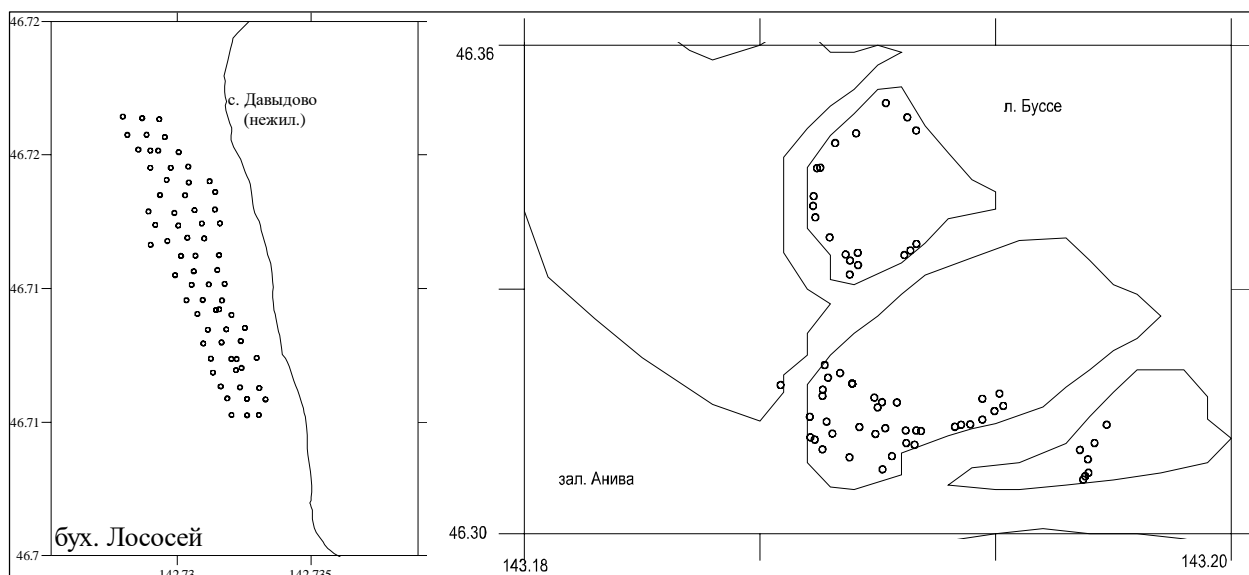 46.72
с. Давыдово
(нежил.)
46.72
46.71
46.71
бух. Лососей
46.7
142.73
142.735
46.36
л. Буссе
зал. Анива
46.30
143.18
143.20